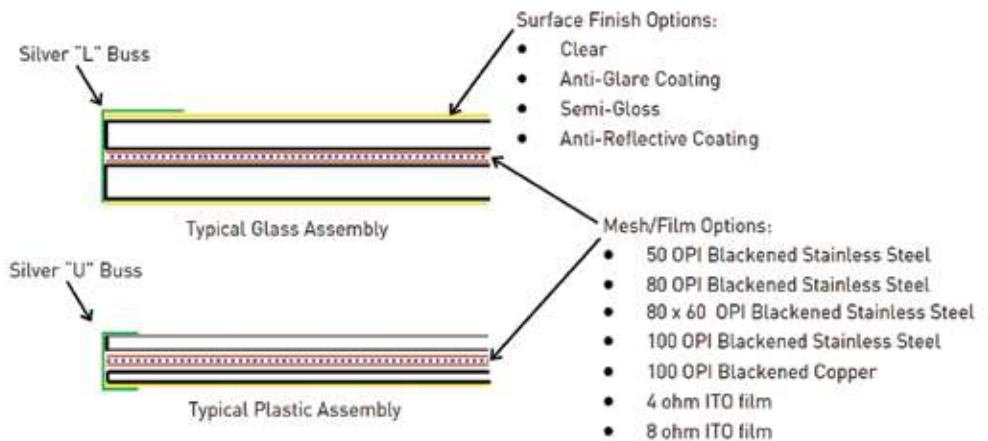 Surface Finish Options:
Silver "L" Buss
● Clear
● Anti-Glare Coating
● Semi-Gloss
● Anti-Reflective Coating
Typical Glass Assembly
Mesh/Film Options:
Silver "U" Buss
● 50 OPI Blackened Stainless Steel
● 80 OPI Blackened Stainless Steel
● 80 x 60 OPI Blackened Stainless Steel
● 100 OPI Blackened Stainless Steel
● 100 OPI Blackened Copper
● 4 ohm ITO film
● 8 ohm ITO film
Typical Plastic Assembly